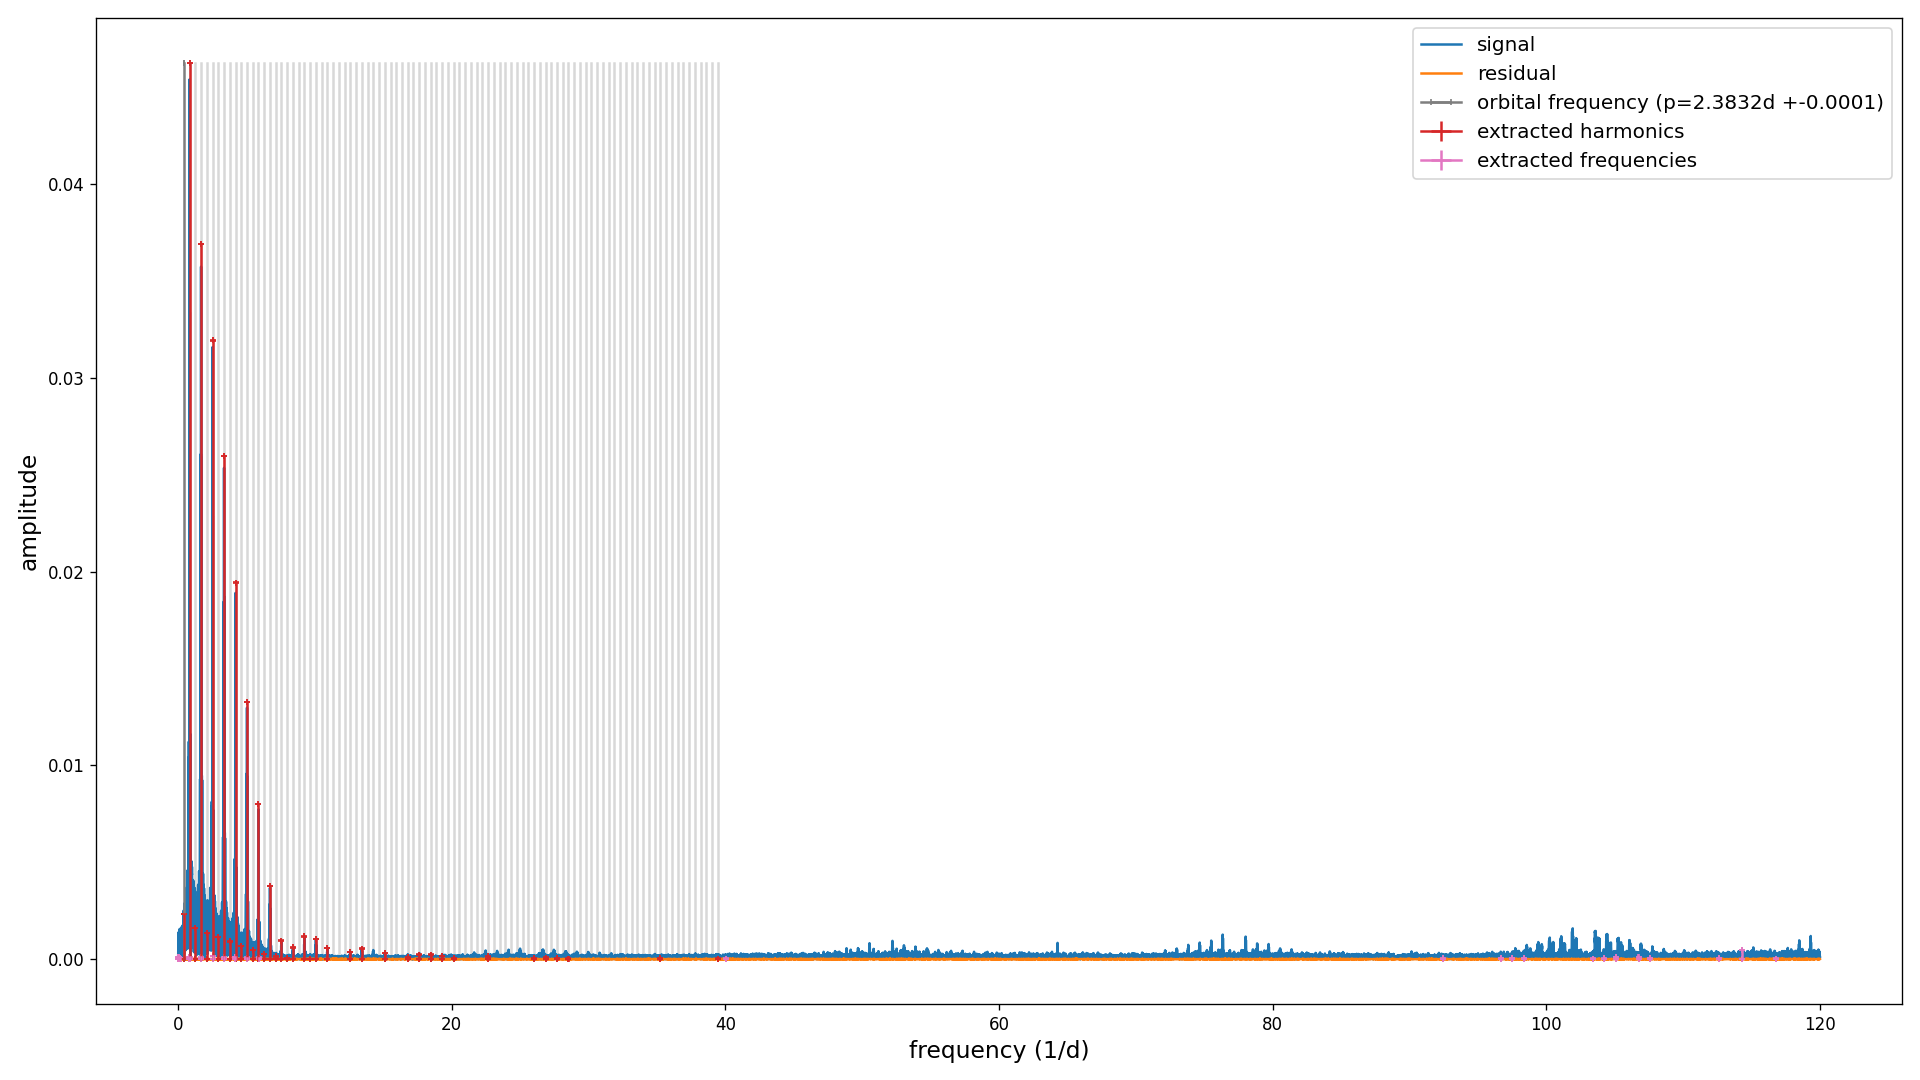 signal
residual
orbital frequency (p=2.3832d +-0.0001)
extracted harmonics
extracted frequencies
0.04
0.03
0.02
0.01
0.00
amplitude
0 20 40 60 80 100 120
frequency (1/d)